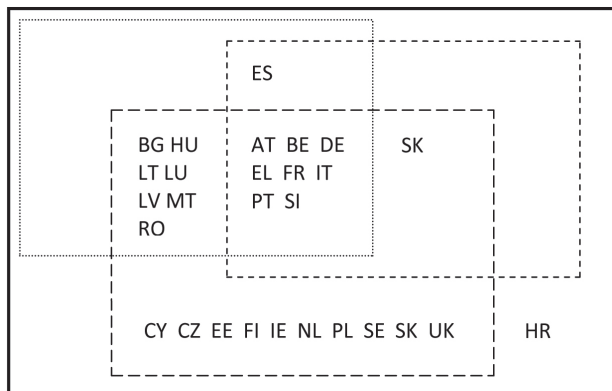 ES
BG HU
LT LU
LV MT
RO
AT BE DE
EL FR IT
PT SI
SK
CY CZ EE FI IE NL PL SE SK UK
HR